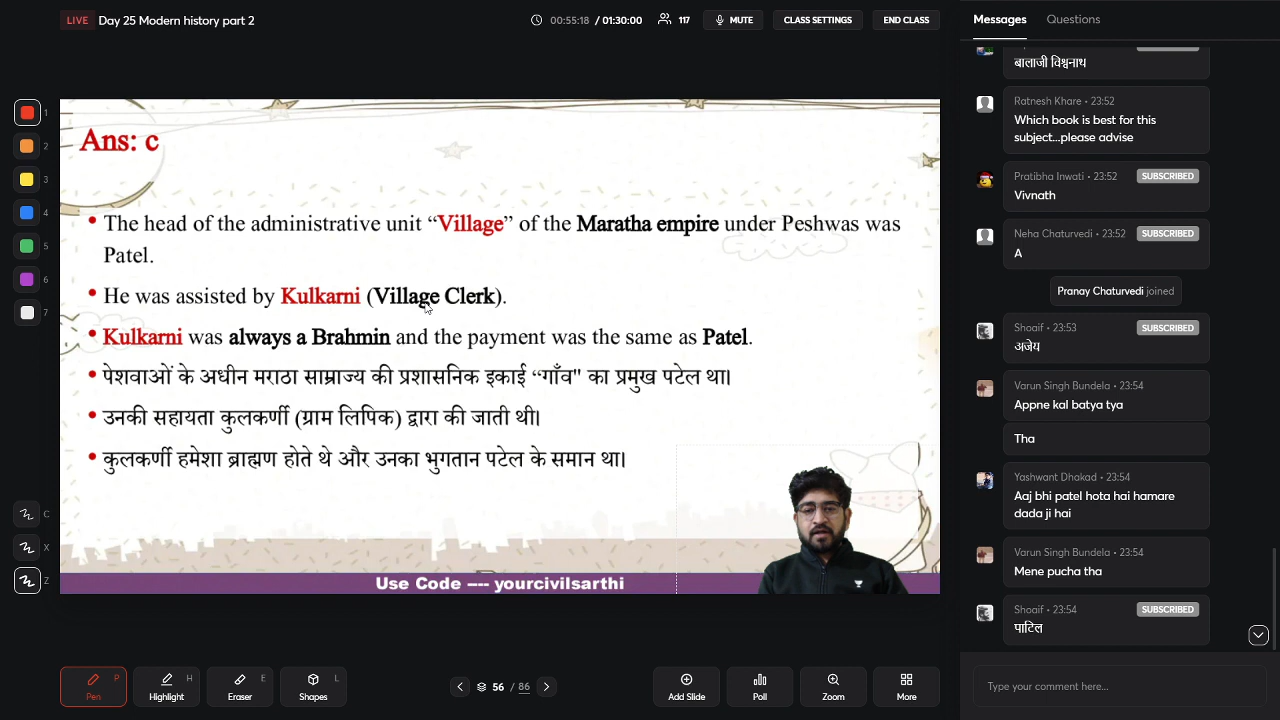 LIVE Day 25 Modern history part 2
00:55:18 / 01:30:00 117 MUTE CLASS SETTINGS END CLASS
Ans: c
• The head of the administrative unit “Village” of the Maratha empire under Peshwas was
Patel.
• He was assisted by Kulkarni (Village Clerk).
• Kulkarni was always a Brahmin and the payment was the same as Patel.
• पेशवाओं के अधीन मराठा साम्राज्य की प्रशासनिक इकाई “गाँव" का प्रमुख पटेल था।
• उनकी सहायता कुलकर्णी (ग्राम लिपिक) द्वारा की जाती थी।
• कुलकर्णी हमेशा ब्राह्मण होते थे और उनका भुगतान पटेल के समान था।
Use Code ---- yourcivilsarthi
1
2
3
4
5
6
7
C
X
Z
Pen P
Highlight H
Eraser E
Shapes L
56 / 86
Add Slide
Poll
Zoom
More
Messages Questions
बालाजी विश्वनाथ
Ratnesh Khare • 23:52
Which book is best for this
subject...please advise
Pratibha Inwati • 23:52 SUBSCRIBED
Vivnath
Neha Chaturvedi • 23:52 SUBSCRIBED
A
Pranay Chaturvedi joined
Shoaif • 23:53 SUBSCRIBED
अजेय
Varun Singh Bundela • 23:54
Appne kal batya tya
Tha
Yashwant Dhakad • 23:54
Aaj bhi patel hota hai hamare
dada ji hai
Varun Singh Bundela • 23:54
Mene pucha tha
Shoaif • 23:54 SUBSCRIBED
पाटिल
Type your comment here...